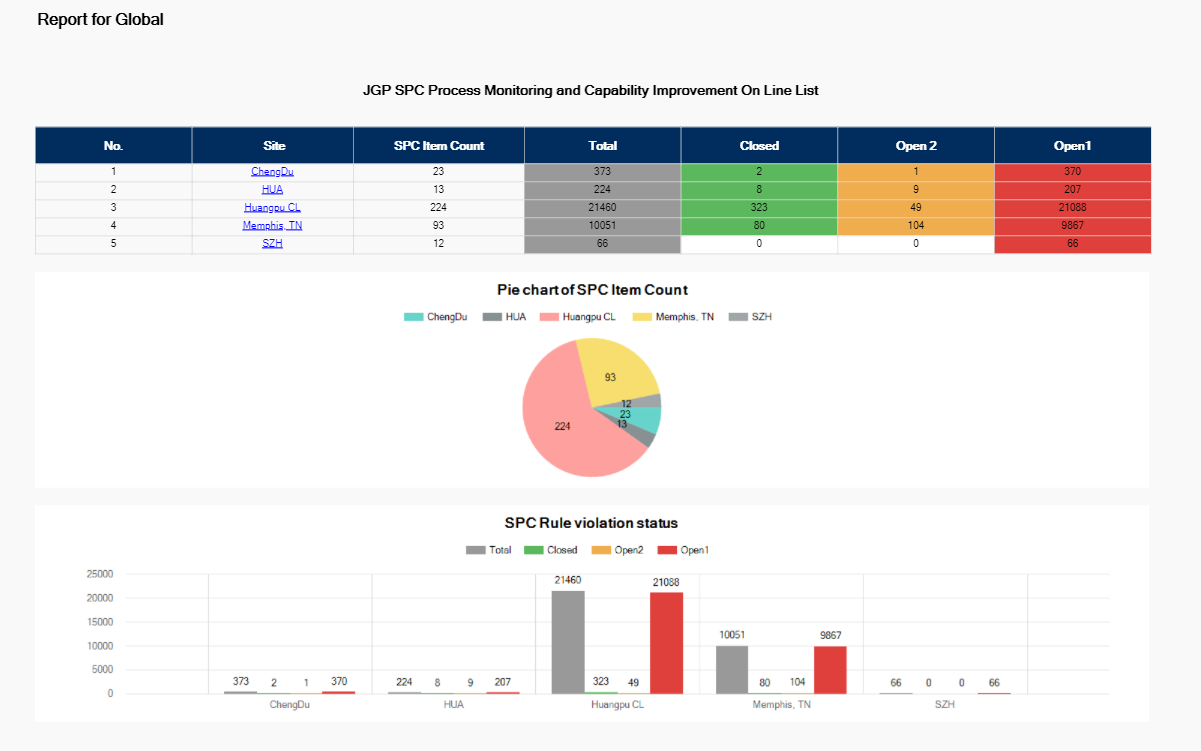 Report for Global
JGP SPC Process Monitoring and Capability Improvement On Line List
No. Site SPC Item Count Total Closed Open 2 Open1
1 ChengDu 23 373 2 1 370
2 HUA 13 224 8 9 207
3 Huangpu CL 224 21460 323 49 21088
4 Memphis, TN 93 10051 80 104 9867
5 SZH 12 66 0 0 66
Pie chart of SPC Item Count
ChengDu HUA Huangpu CL Memphis, TN SZH
93
12
23
13
224
SPC Rule violation status
Total Closed Open2 Open1
25000
20000
15000
10000
5000
0
373 2 1 370
224 8 9 207
21460 323 49 21088
10051 80 104 9867
66 0 0 66
ChengDu HUA Huangpu CL Memphis, TN SZH